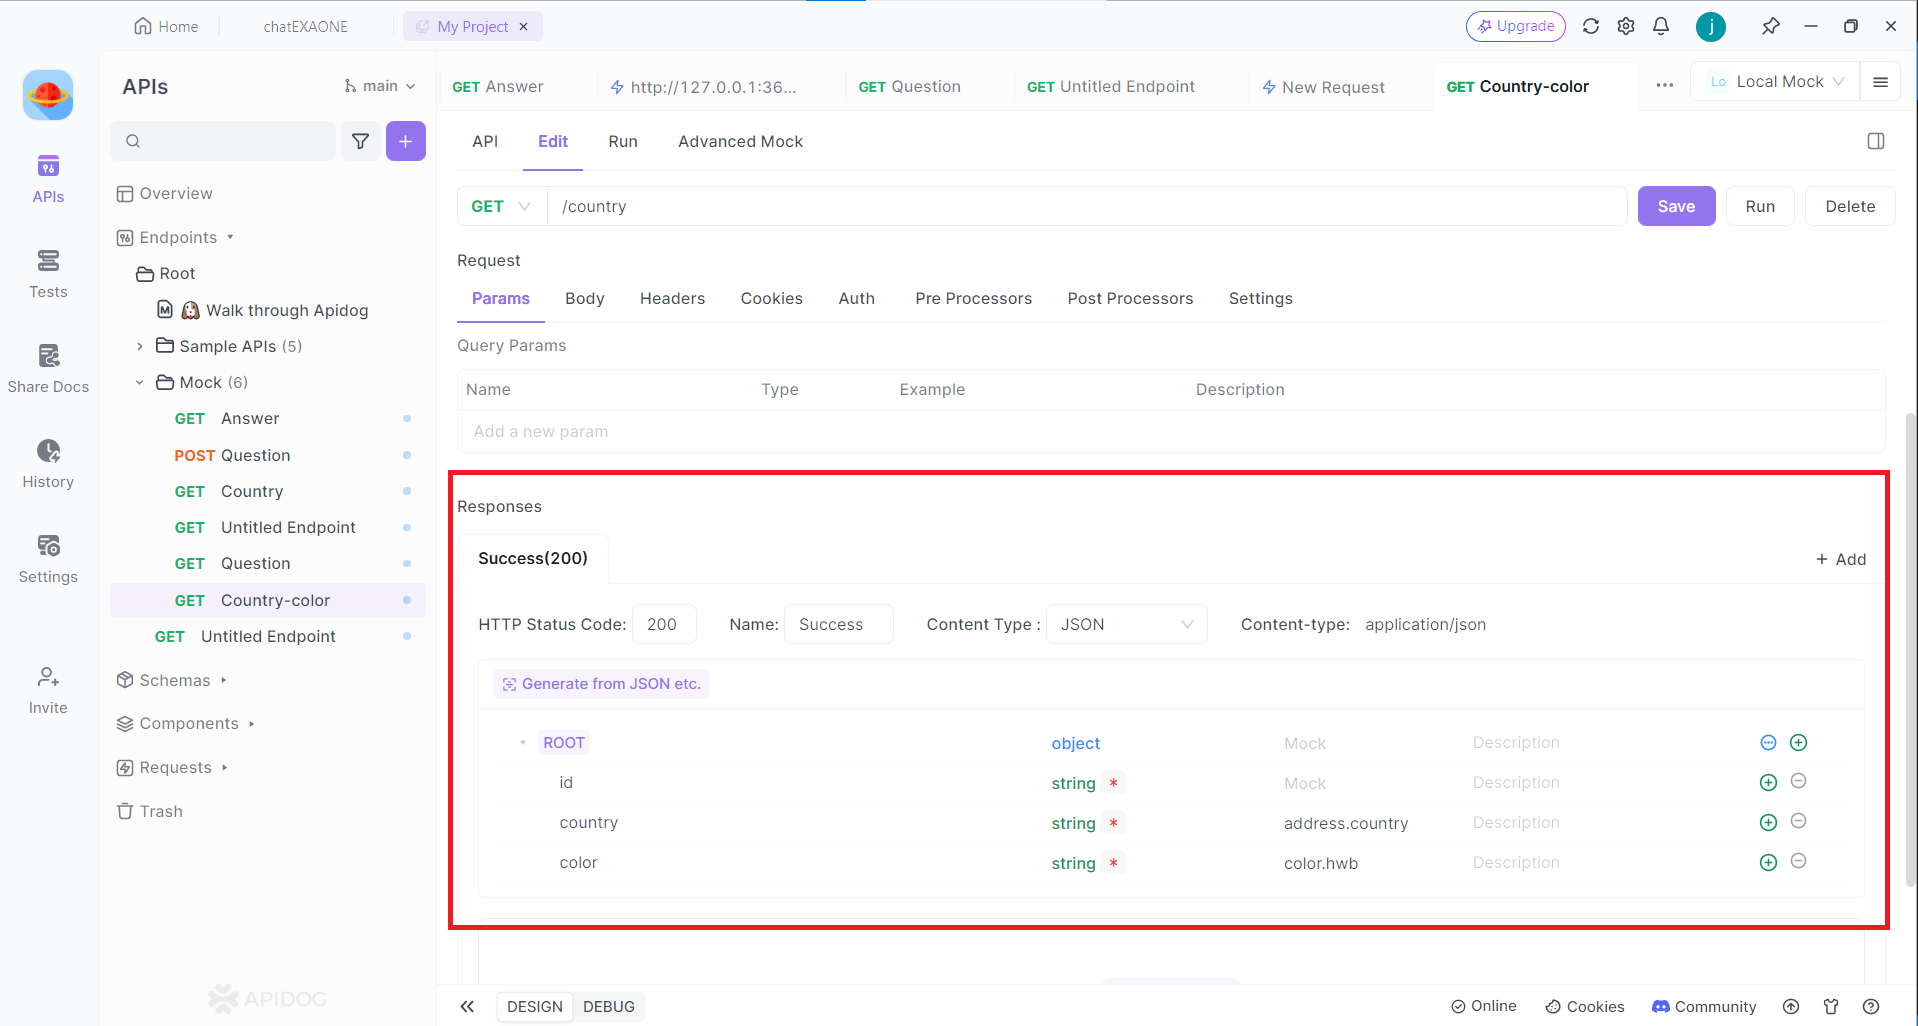 Home
chatEXAONE
My Project
Upgrade
j
APIs
main
GET Answer
http://127.0.0.1:36...
GET Question
GET Untitled Endpoint
New Request
GET Country-color
Lo Local Mock
API
Edit
Run
Advanced Mock
APIs
Tests
Share Docs
History
Settings
Invite
Overview
Endpoints
Root
Walk through Apidog
Sample APIs (5)
Mock (6)
GET Answer
POST Question
GET Country
GET Untitled Endpoint
GET Question
GET Country-color
GET Untitled Endpoint
Schemas
Components
Requests
Trash
APIDOG
GET /country
Save
Run
Delete
Request
Params
Body
Headers
Cookies
Auth
Pre Processors
Post Processors
Settings
Query Params
Name Type Example Description
Add a new param
Responses
Success(200)
+ Add
HTTP Status Code: 200 Name: Success Content Type : JSON Content-type: application/json
Generate from JSON etc.
ROOT object Mock Description
id string * Mock Description
country string * address.country Description
color string * color.hwb Description
DESIGN DEBUG
Online
Cookies
Community